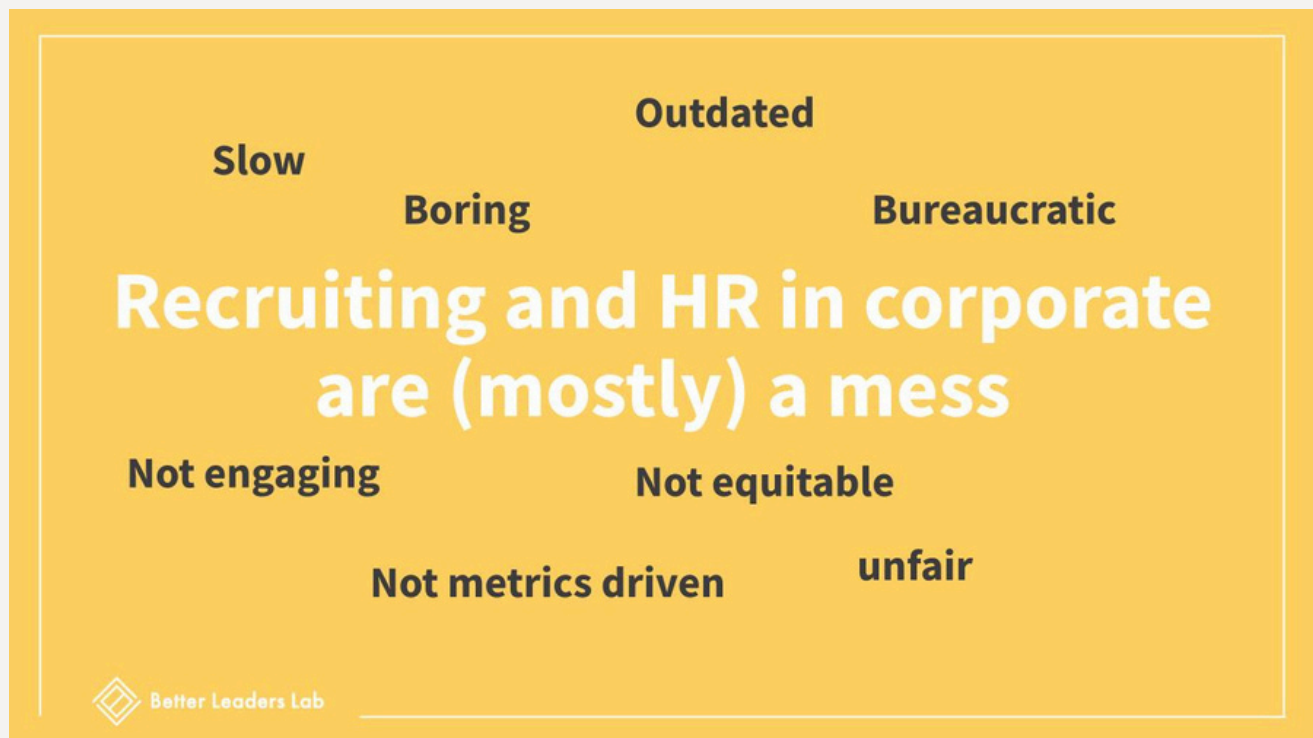 Outdated
Slow
Boring
Bureaucratic
Recruiting and HR in corporate
are (mostly) a mess
Not engaging
Not equitable
unfair
Not metrics driven
Better Leaders Lab